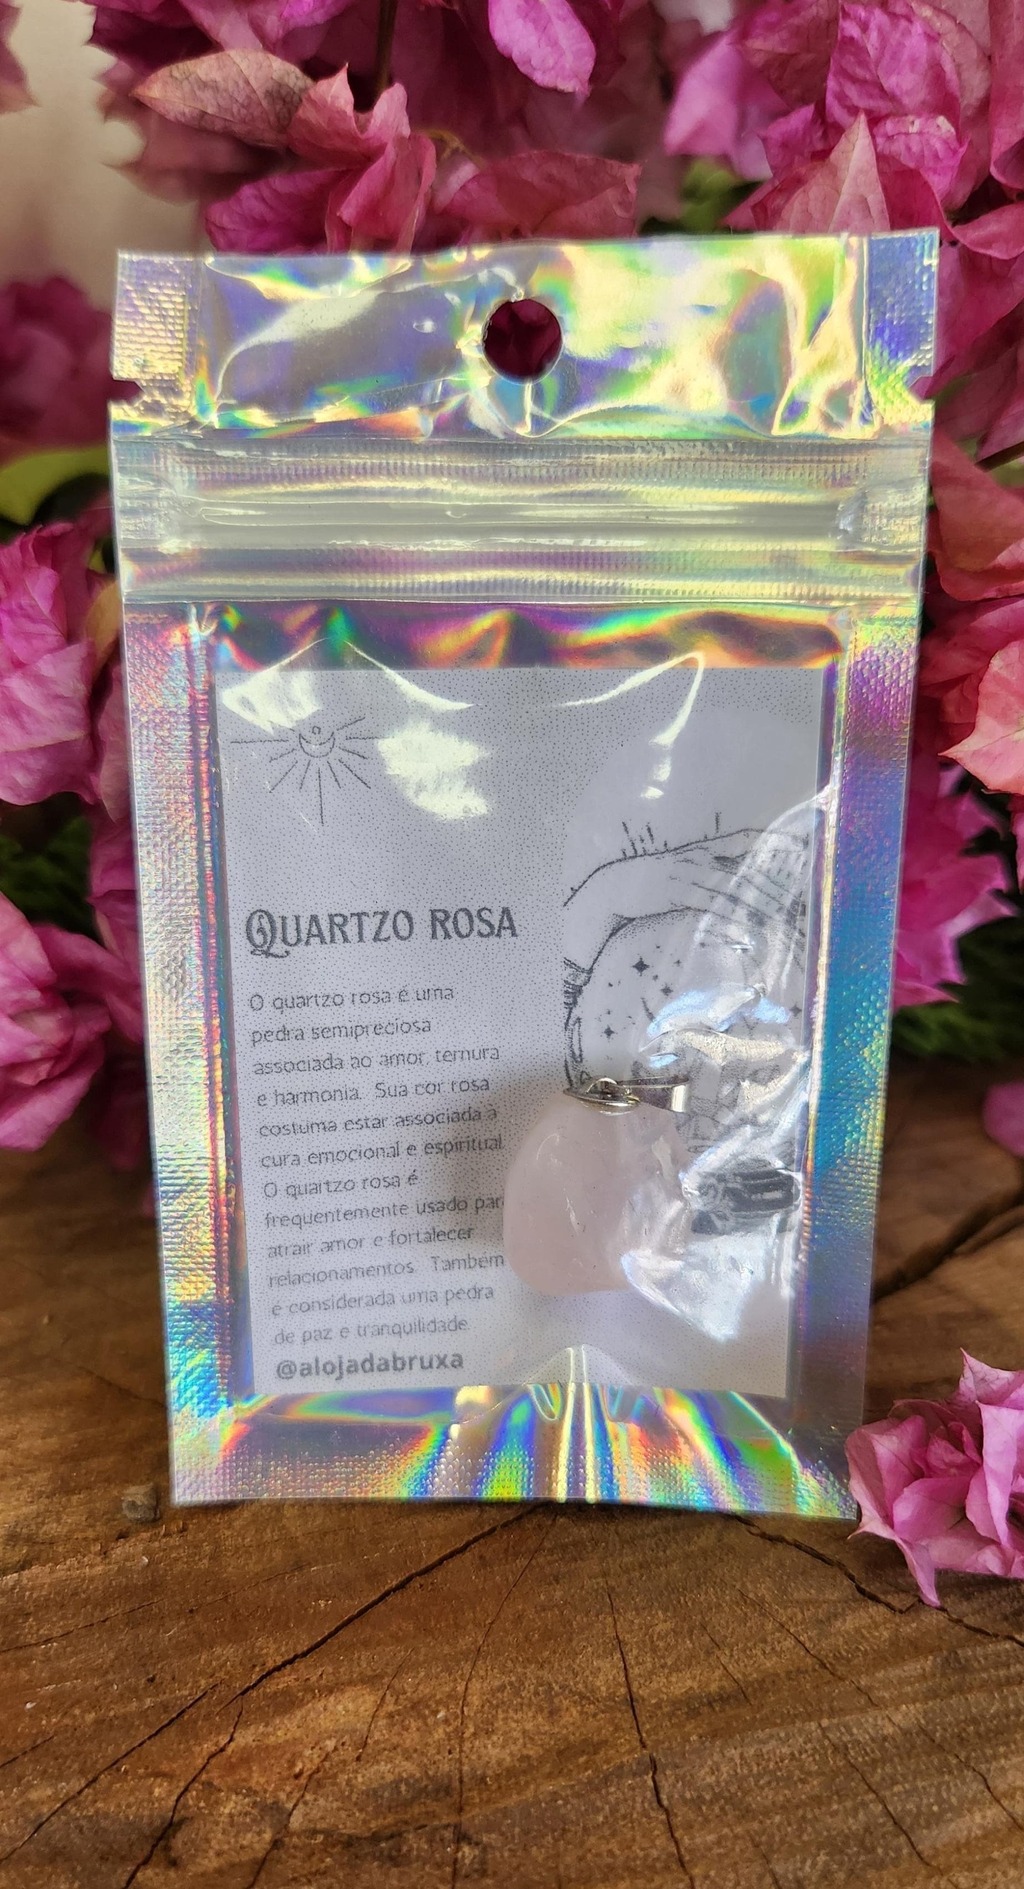 QUARTZO ROSA
O quartzo rosa é uma
pedra semipreciosa
associada ao amor, ternura
e harmonia. Sua cor rosa
costuma estar associada à
cura emocional e espiritual.
O quartzo rosa é
frequentemente usado para
atrair amor e fortalecer
relacionamentos. Também
é considerada uma pedra
de paz e tranquilidade.
@alojadabruxa